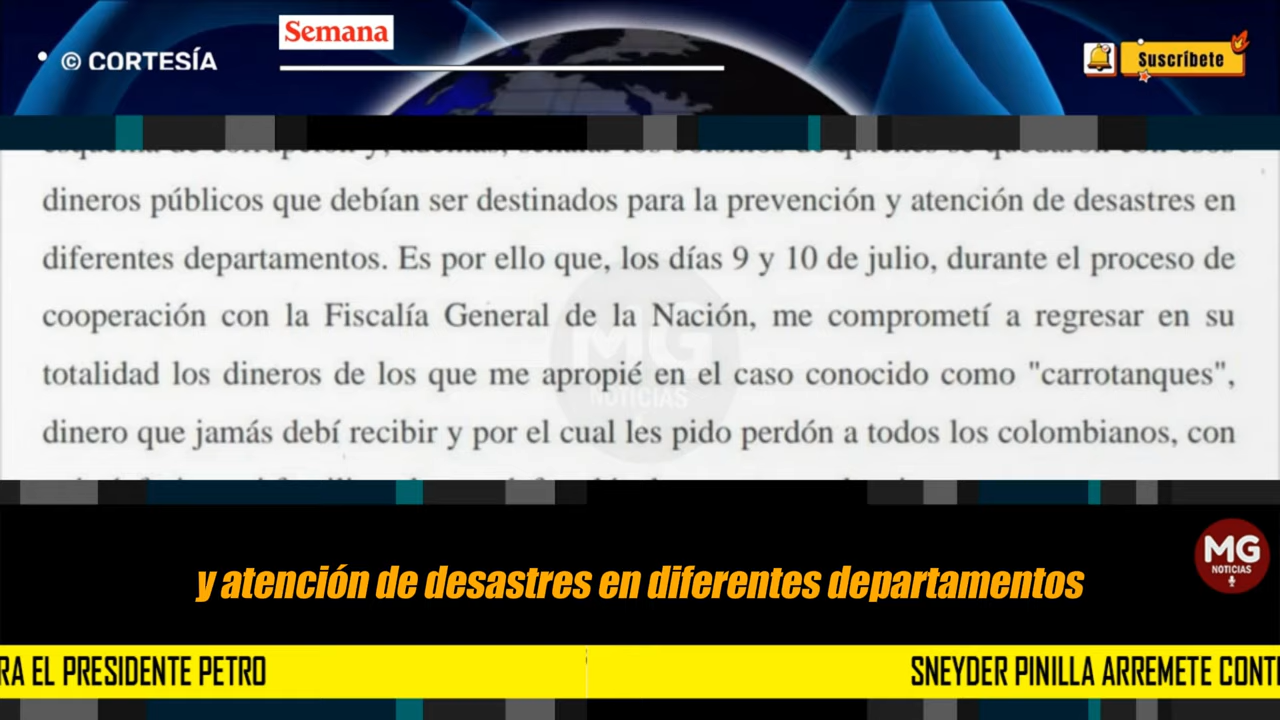 Semana
© CORTESÍA
Suscríbete
dineros públicos que debían ser destinados para la prevención y atención de desastres en
diferentes departamentos. Es por ello que, los días 9 y 10 de julio, durante el proceso de
cooperación con la Fiscalía General de la Nación, me comprometí a regresar en su
totalidad los dineros de los que me apropié en el caso conocido como "carrotanques",
dinero que jamás debí recibir y por el cual les pido perdón a todos los colombianos, con
MG
NOTICIAS
y atención de desastres en diferentes departamentos
MG
NOTICIAS
RA EL PRESIDENTE PETRO
SNEYDER PINILLA ARREMETE CONT